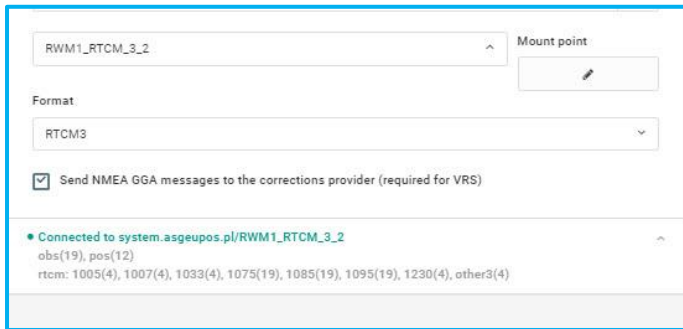 Mount point
RWM1_RTCM_3_2
Format
RTCM3
Send NMEA GGA messages to the corrections provider (required for VRS)
Connected to system.asgeupos.pl/RWM1_RTCM_3_2
obs(19), pos(12)
rtcm: 1005(4), 1007(4), 1033(4), 1075(19), 1085(19), 1095(19), 1230(4), other3(4)